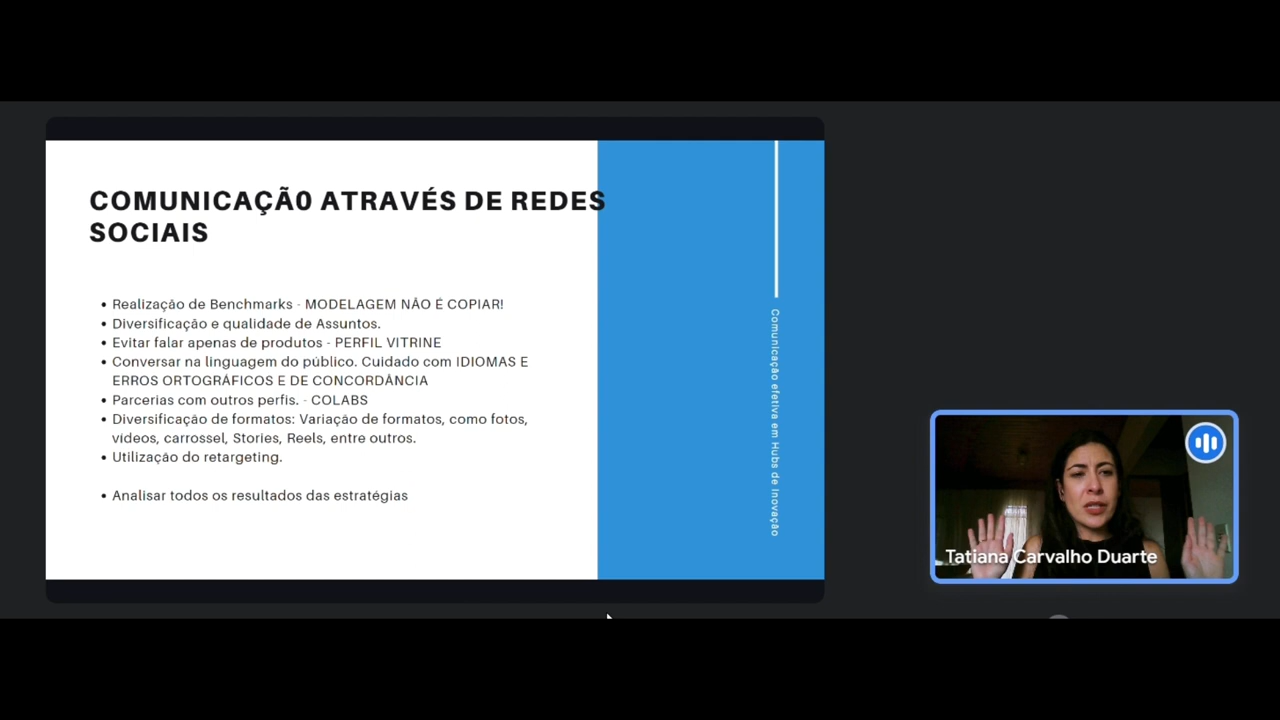 COMUNICAÇÃ0 ATRAVÉS DE REDES
SOCIAIS
• Realização de Benchmarks - MODELAGEM NÃO É COPIAR!
• Diversificação e qualidade de Assuntos.
• Evitar falar apenas de produtos - PERFIL VITRINE
• Conversar na linguagem do público. Cuidado com IDIOMAS E
ERROS ORTOGRÁFICOS E DE CONCORDÂNCIA
• Parcerias com outros perfis. - COLABS
• Diversificação de formatos: Variação de formatos, como fotos,
vídeos, carrossel, Stories, Reels, entre outros.
• Utilização do retargeting.
• Analisar todos os resultados das estratégias
Comunicação efetiva em Hubs de Inovação
Tatiana Carvalho Duarte